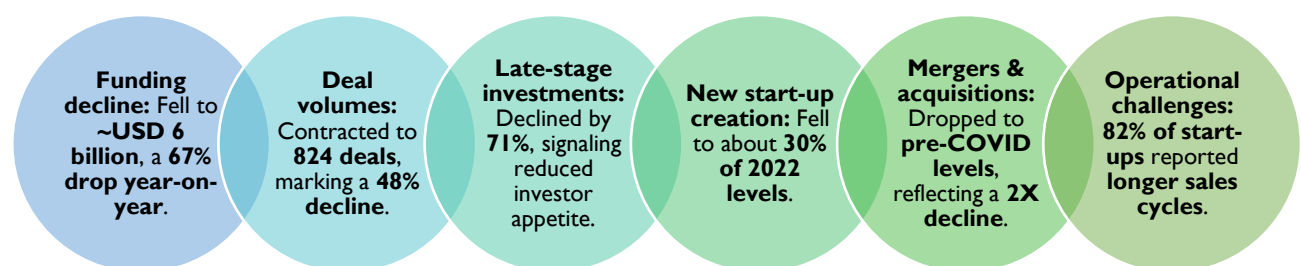 Funding
decline: Fell to
~USD 6
billion, a 67%
drop year-on-
year.
Deal
volumes:
Contracted to
824 deals,
marking a 48%
decline.
Late-stage
investments:
Declined by
71%, signaling
reduced
investor
appetite.
New start-up
creation: Fell
to about 30%
of 2022
levels.
Mergers &
acquisitions:
Dropped to
pre-COVID
levels,
reflecting a 2X
decline.
Operational
challenges:
82% of start-
ups reported
longer sales
cycles.